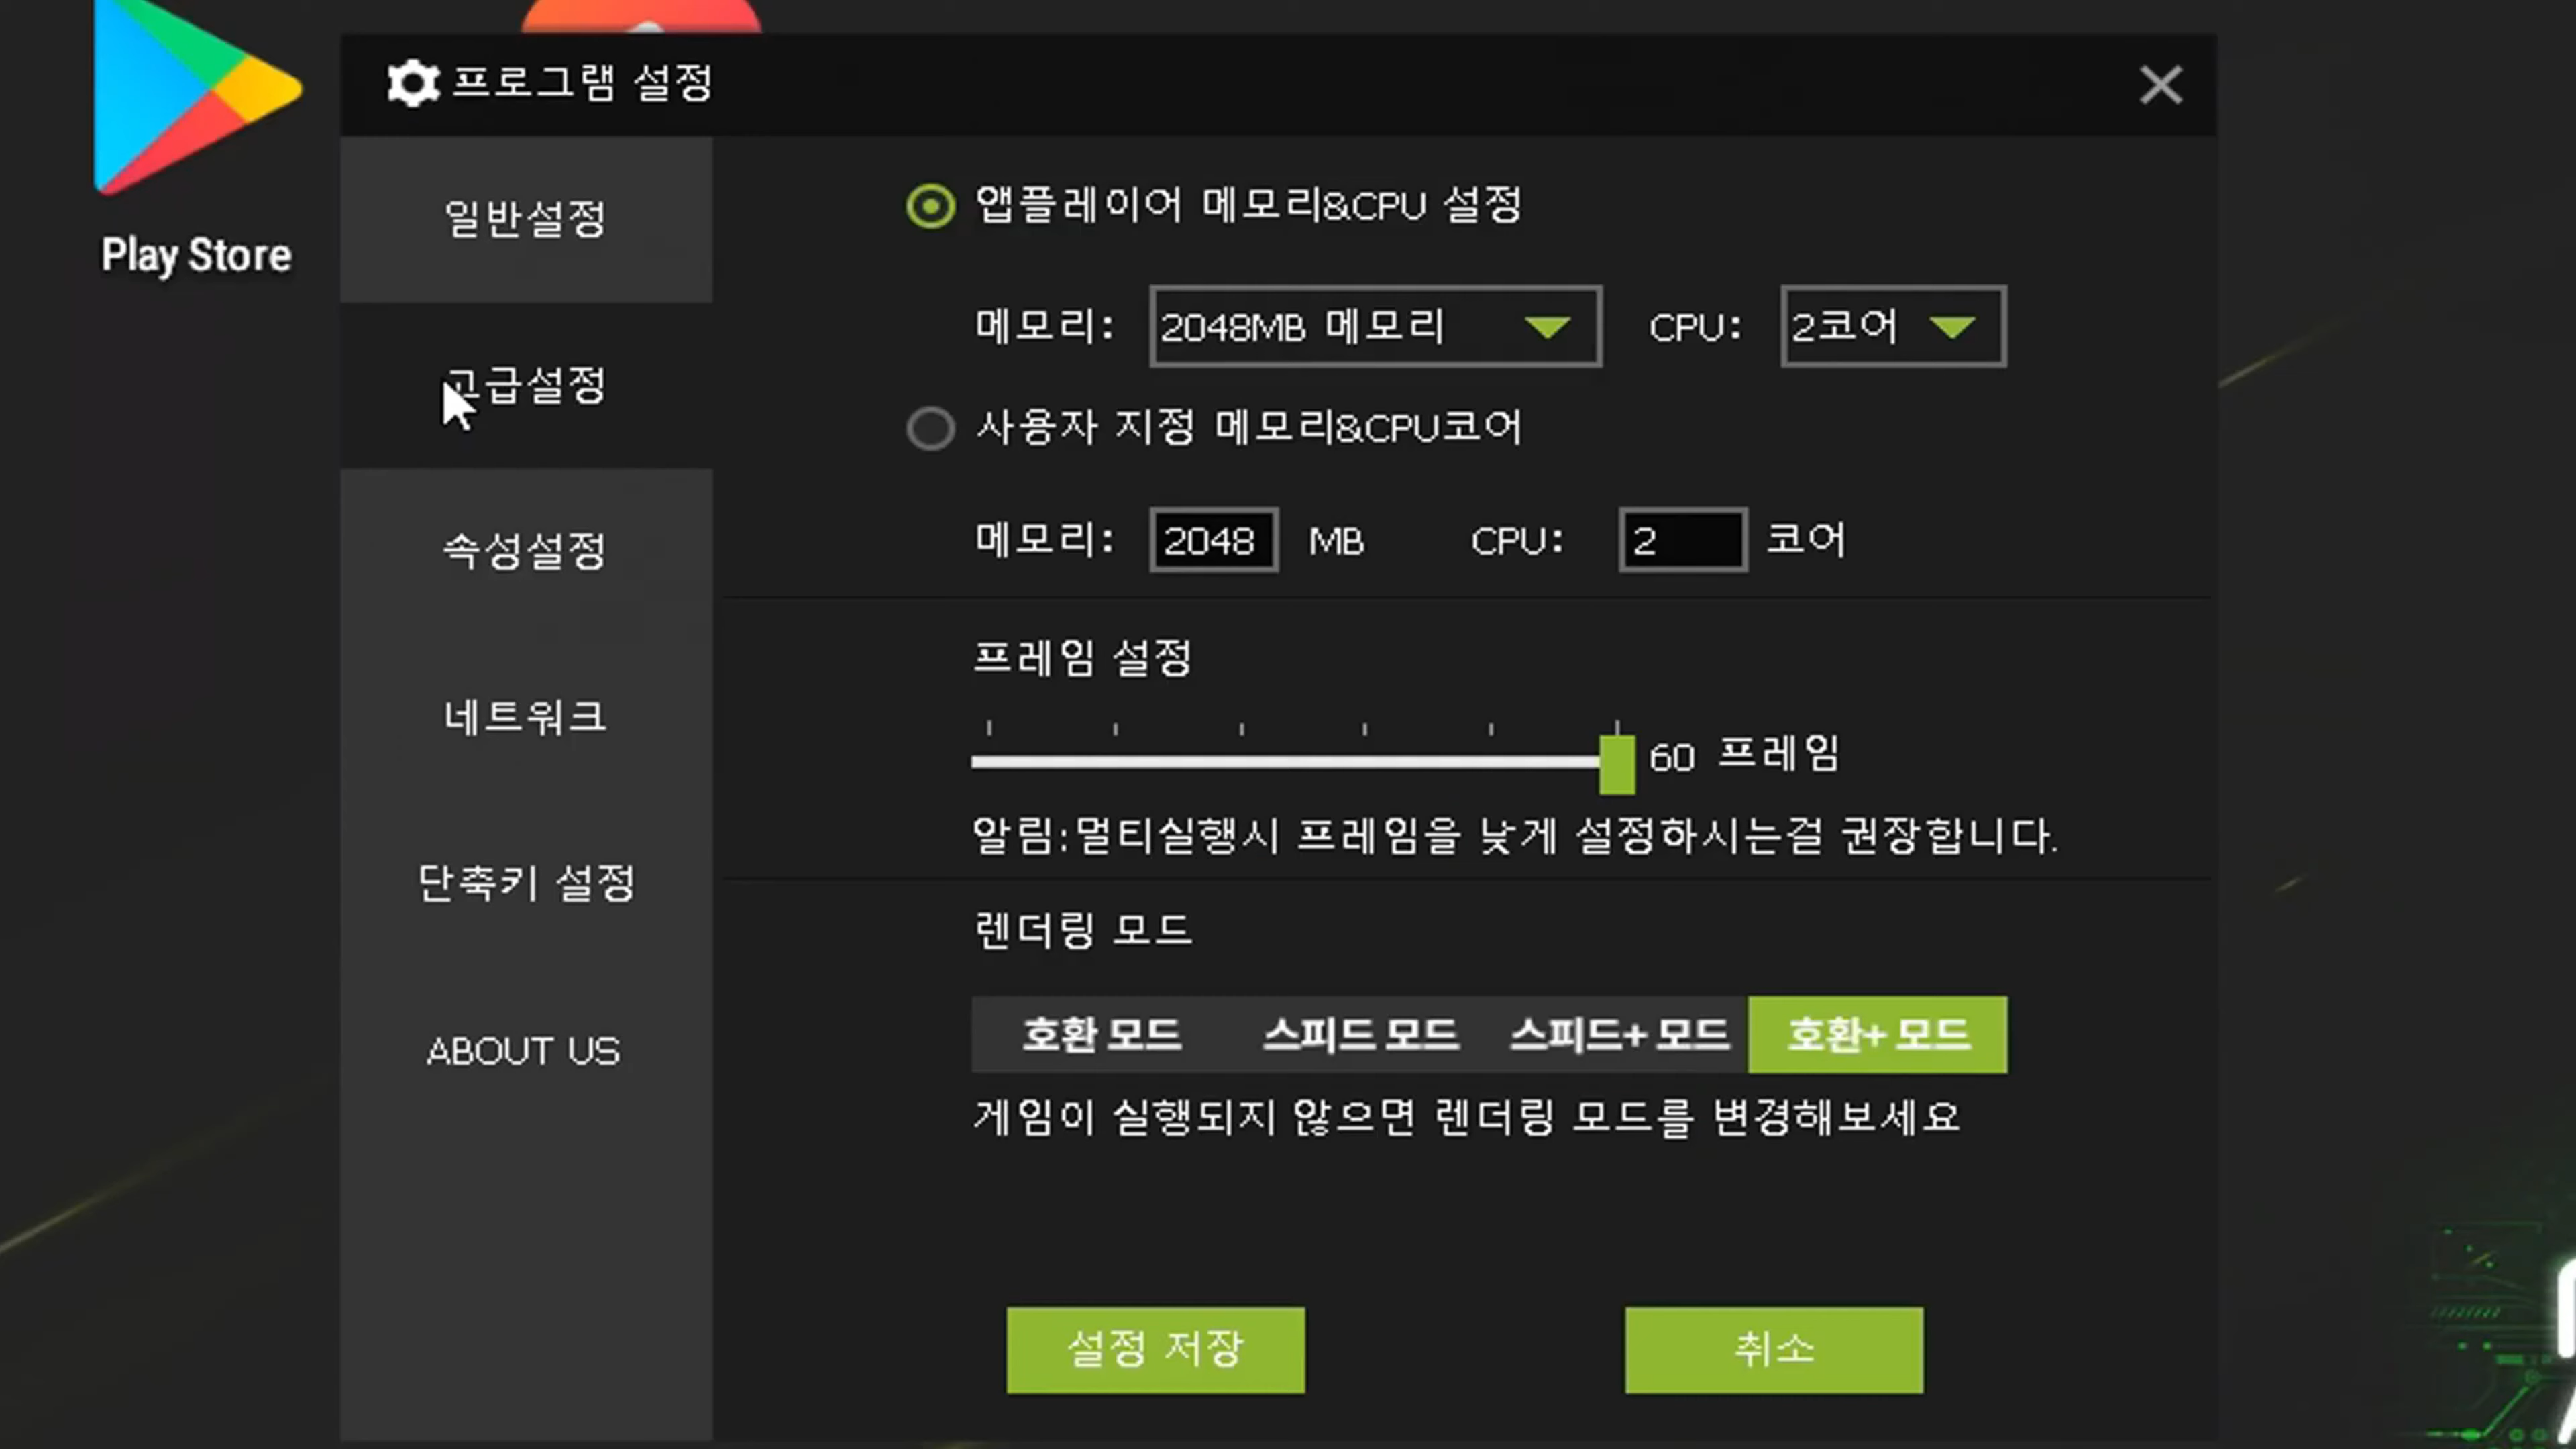 프로그램 설정
Play Store
일반설정
고급설정
속성설정
네트워크
단축키 설정
ABOUT US
앱플레이어 메모리&CPU 설정
메모리: 2048MB 메모리 CPU: 2코어
사용자 지정 메모리&CPU코어
메모리: 2048 MB CPU: 2 코어
프레임 설정
60 프레임
알림:멀티실행시 프레임을 낮게 설정하시는걸 권장합니다.
렌더링 모드
호환 모드 스피드 모드 스피드+ 모드 호환+ 모드
게임이 실행되지 않으면 렌더링 모드를 변경해보세요
설정 저장 취소